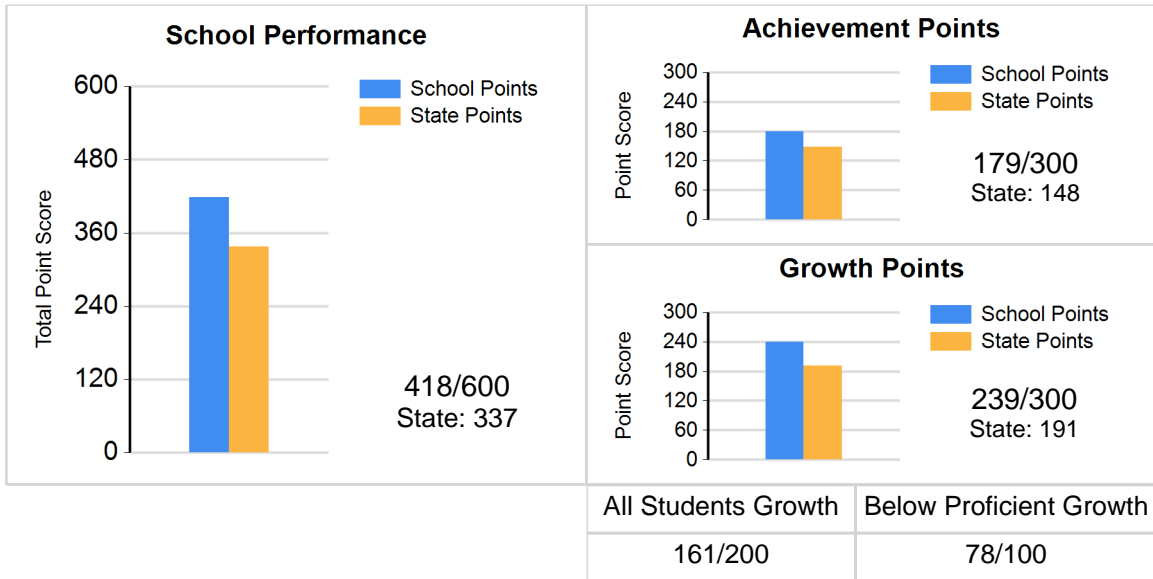 School Performance
Total Point Score
600
480
360
240
120
0
School Points
State Points
418/600
State: 337
Achievement Points
Point Score
300
240
180
120
60
0
School Points
State Points
179/300
State: 148
Growth Points
Point Score
300
240
180
120
60
0
School Points
State Points
239/300
State: 191
All Students Growth
Below Proficient Growth
161/200
78/100